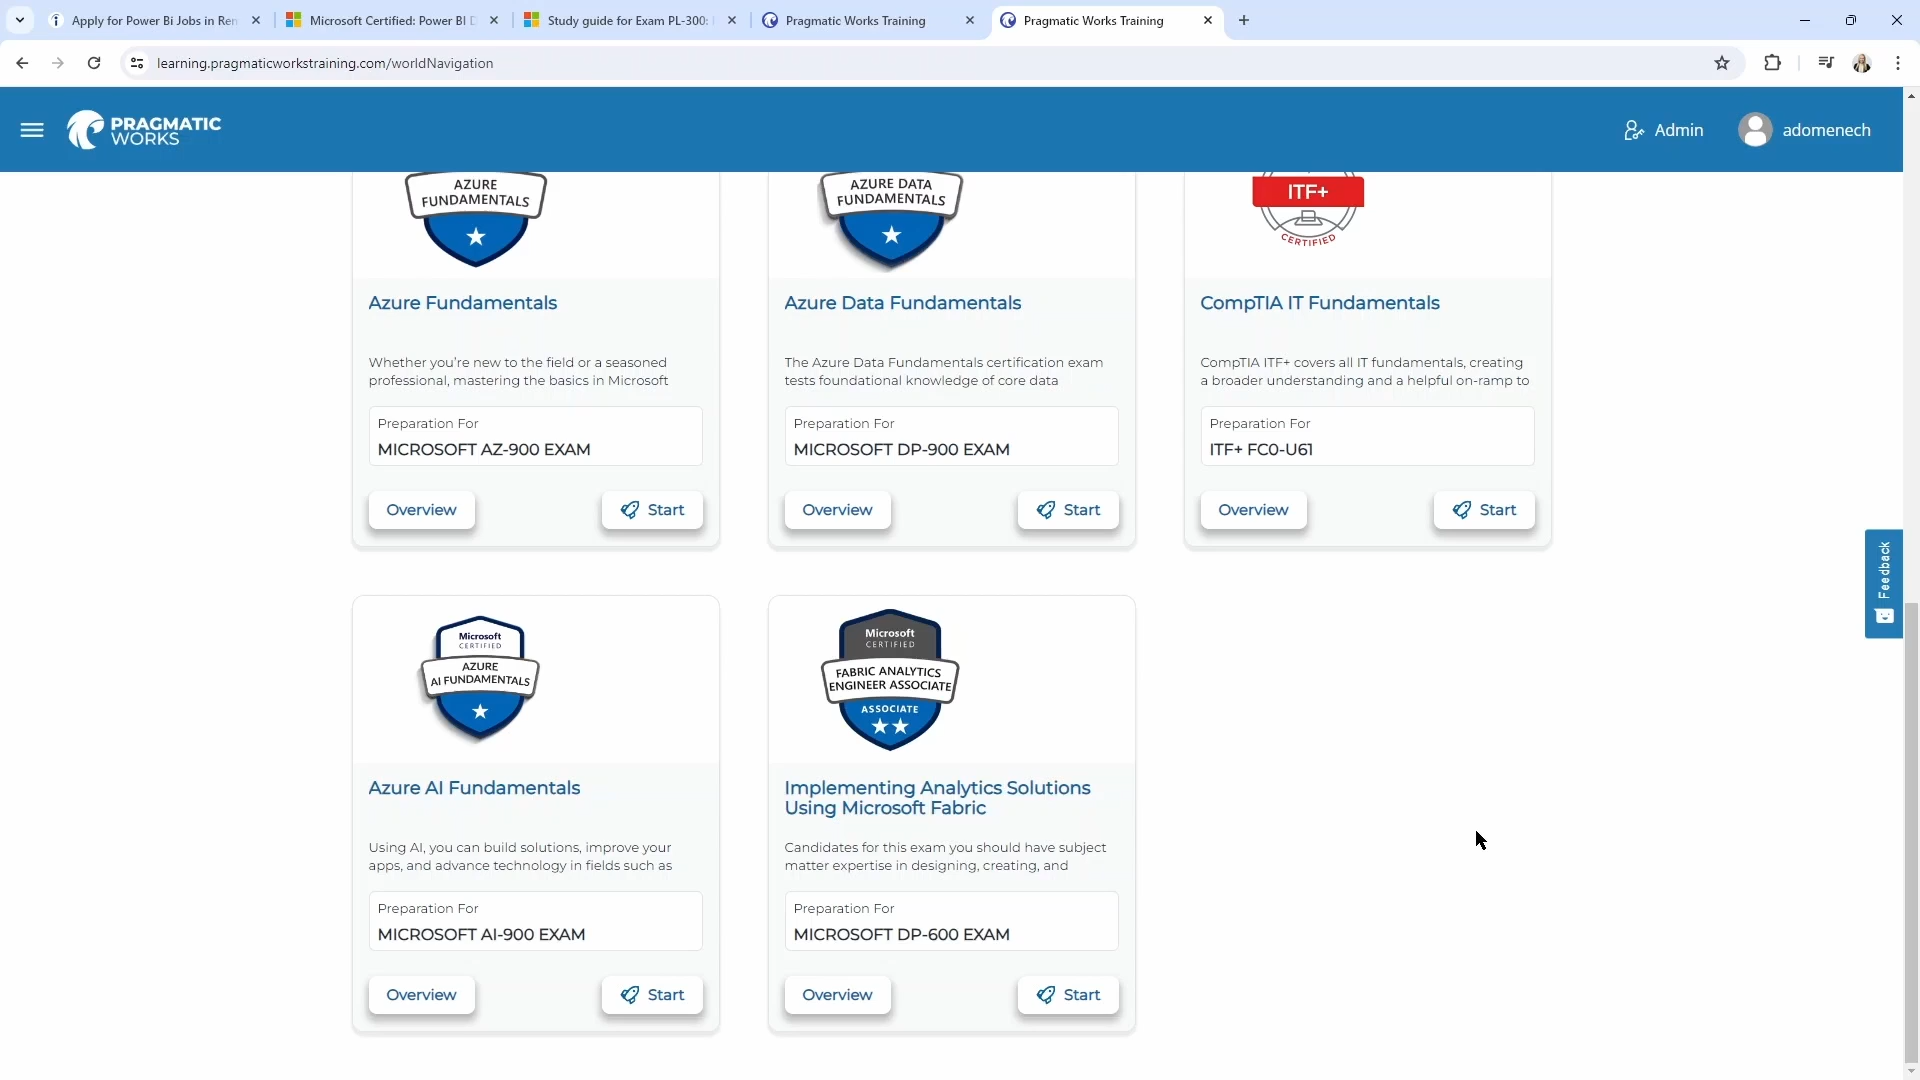 Apply for Power Bi Jobs in Ren
Microsoft Certified: Power BI D
Study guide for Exam PL-300:
Pragmatic Works Training
Pragmatic Works Training
learning.pragmaticworkstraining.com/worldNavigation
PRAGMATIC
WORKS
Admin
adomenech
AZURE
FUNDAMENTALS
AZURE DATA
FUNDAMENTALS
ITF+
CERTIFIED
Azure Fundamentals
Azure Data Fundamentals
CompTIA IT Fundamentals
Whether you’re new to the field or a seasoned
professional, mastering the basics in Microsoft
The Azure Data Fundamentals certification exam
tests foundational knowledge of core data
CompTIA ITF+ covers all IT fundamentals, creating
a broader understanding and a helpful on-ramp to
Preparation For
MICROSOFT AZ-900 EXAM
Preparation For
MICROSOFT DP-900 EXAM
Preparation For
ITF+ FC0-U61
Overview
Start
Overview
Start
Overview
Start
Feedback
Microsoft
CERTIFIED
AZURE
AI FUNDAMENTALS
Microsoft
CERTIFIED
FABRIC ANALYTICS
ENGINEER ASSOCIATE
ASSOCIATE
Azure AI Fundamentals
Implementing Analytics Solutions
Using Microsoft Fabric
Using AI, you can build solutions, improve your
apps, and advance technology in fields such as
Candidates for this exam you should have subject
matter expertise in designing, creating, and
Preparation For
MICROSOFT AI-900 EXAM
Preparation For
MICROSOFT DP-600 EXAM
Overview
Start
Overview
Start